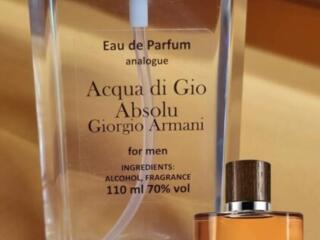 Eau de Parfum
analogue
Acqua di Gio
Absolu
Giorgio Armani
for men
INGREDIENTS:
ALCOHOL, FRAGRANCE
110 ml 70% vol